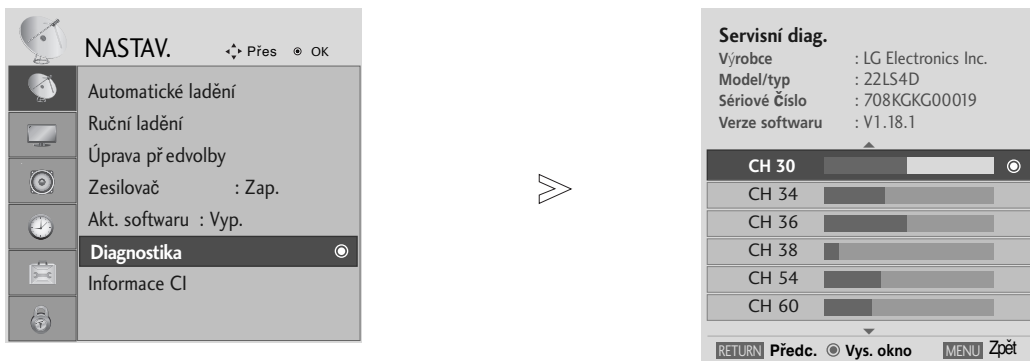 NASTAV. Přes OK
Automatické ladění
Ruční ladění
Úprava předvolby
Zesilovač : Zap.
Akt. softwaru : Vyp.
Diagnostika
Informace CI
Servisní diag.
Výrobce : LG Electronics Inc.
Model/typ : 22LS4D
Sériové Číslo : 708KGKG00019
Verze softwaru : V1.18.1
CH 30
CH 34
CH 36
CH 38
CH 54
CH 60
RETURN Předc. Vys. okno MENU Zpět